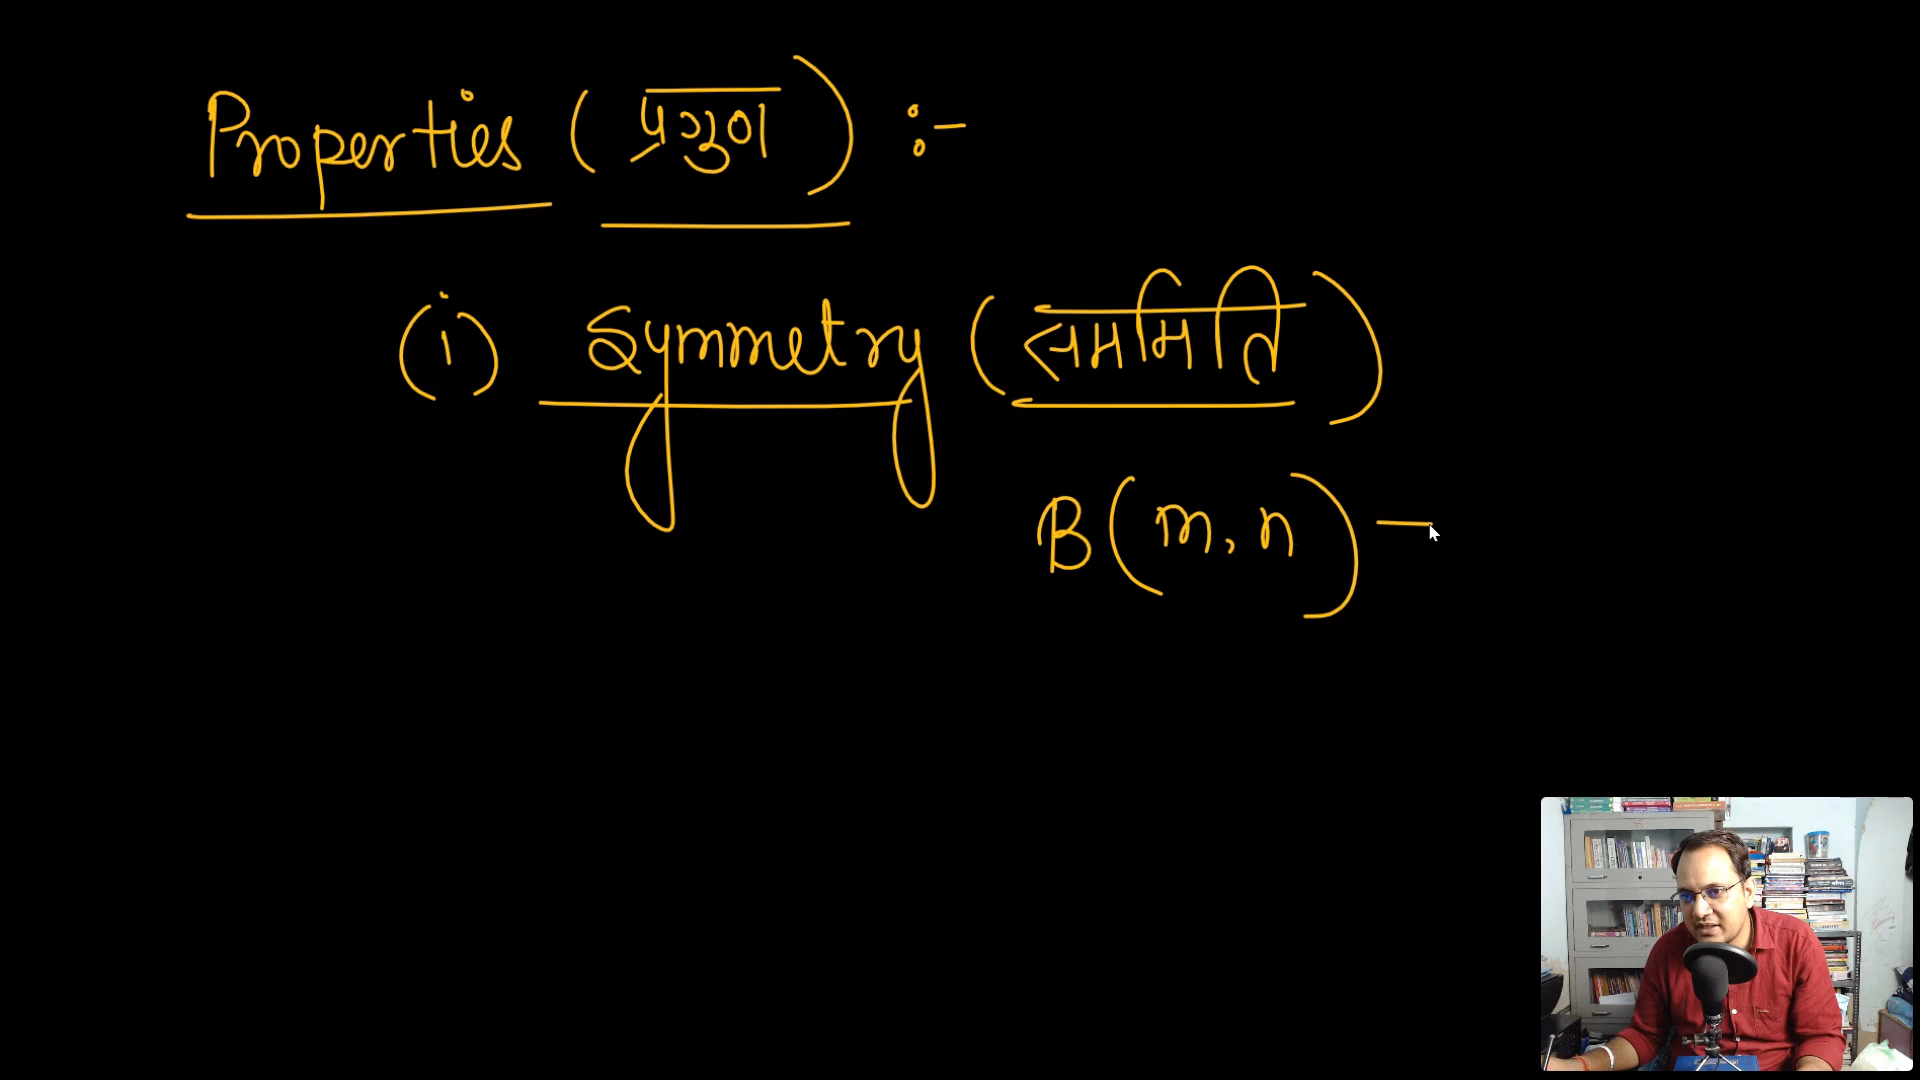 Properties (प्रगुण) :-
(i) Symmetry (सममिति)
B(m, n) -